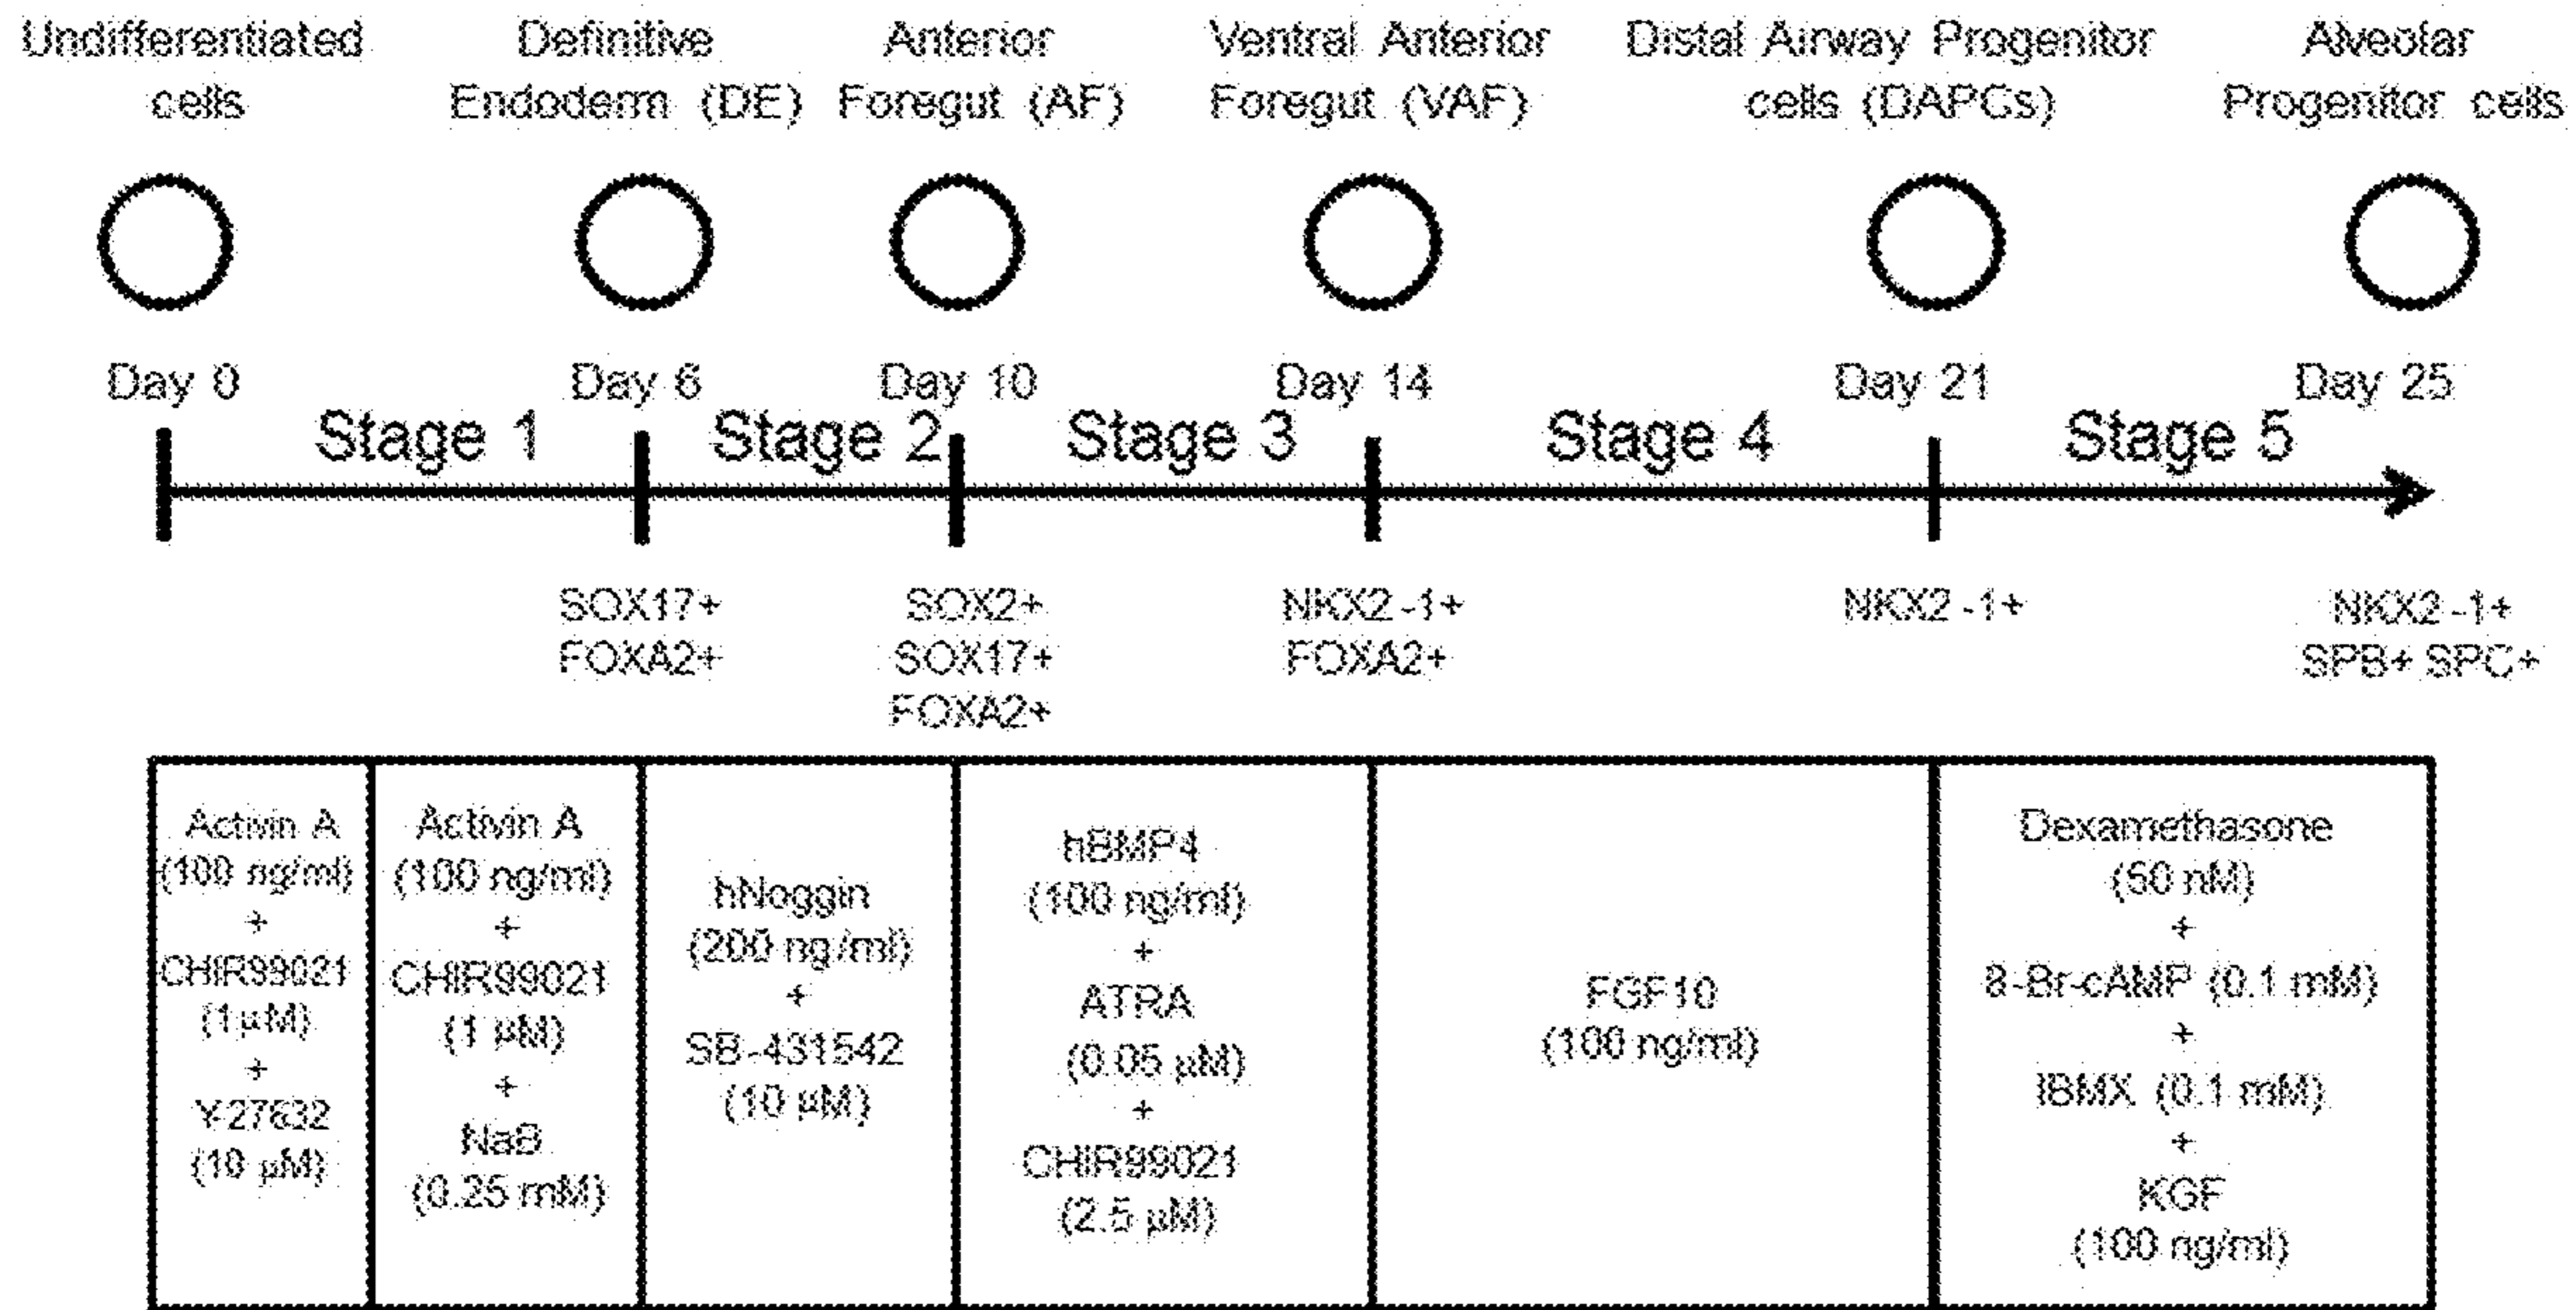 Undifferentiated
cells
Definitive
Endoderm (DE)
Anterior
Foregut (AF)
Ventral Anterior
Foregut (VAF)
Distal Airway Progenitor
cells (DAPCs)
Alveolar
Progenitor cells
Day 0
Day 6
Day 10
Day 14
Day 21
Day 25
Stage 1
Stage 2
Stage 3
Stage 4
Stage 5
SOX17+
FOXA2+
SOX2+
SOX17+
FOXA2+
NKX2-1+
FOXA2+
NKX2-1+
NKX2-1+
SPB+ SPC+
Activin A
(100 ng/ml)
+
CHIR99021
(1 µM)
+
Y-27632
(10 µM)
Activin A
(100 ng/ml)
+
CHIR99021
(1 µM)
+
NaB
(0.25 mM)
hNoggin
(200 ng/ml)
+
SB-431542
(10 µM)
hBMP4
(100 ng/ml)
+
ATRA
(0.05 µM)
+
CHIR99021
(2.5 µM)
FGF10
(100 ng/ml)
Dexamethasone
+
8-Br-cAMP (0.1 mM)
+
IBMX (0.1 mM)
+
KGF
(100 ng/ml)